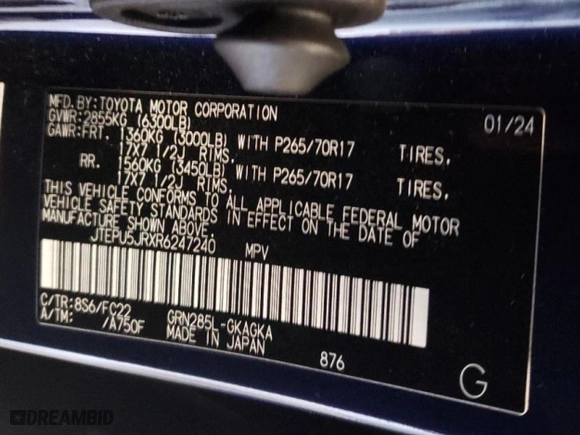 MFD.BY:TOYOTA MOTOR CORPORATION 01/24
GVWR:2855KG (6300LB)
GAWR:FRT. 1360KG (3000LB) WITH P265/70R17 TIRES,
17X7 1/2J RIMS,
RR. 1560KG (3450LB) WITH P265/70R17 TIRES,
17X7 1/2J RIMS,
THIS VEHICLE CONFORMS TO ALL APPLICABLE FEDERAL MOTOR
VEHICLE SAFETY STANDARDS IN EFFECT ON THE DATE OF
MANUFACTURE SHOWN ABOVE.
JTEPU5JRXR6247240 MPV
C/TR:8S6/FC22 GRN285L-GKAGKA
A/TM: /A750F MADE IN JAPAN
876
G
DREAMBID